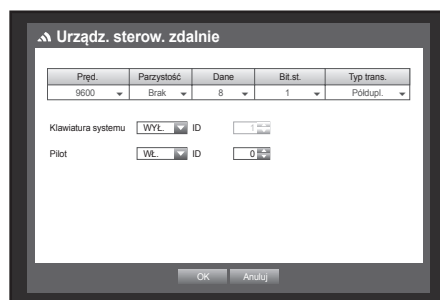 Urządz. sterow. zdalnie
Pręd. Parzystość Dane Bit.st. Typ trans.
9600 Brak 8 1 Półdupl.
Klawiatura systemu WYŁ. ID 1
Pilot WŁ. ID 0
OK Anuluj